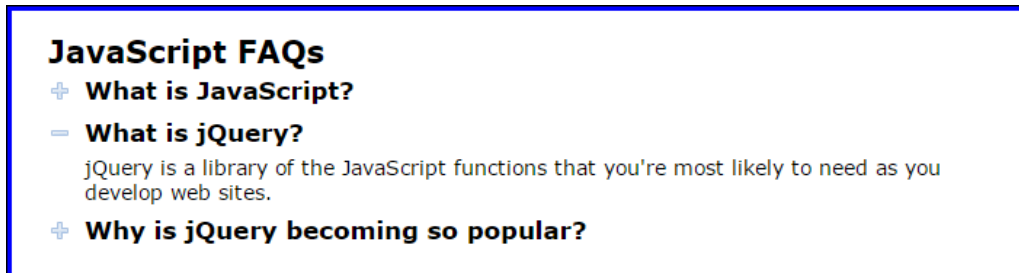 JavaScript FAQs
What is JavaScript?
What is jQuery?
jQuery is a library of the JavaScript functions that you're most likely to need as you
develop web sites.
Why is jQuery becoming so popular?